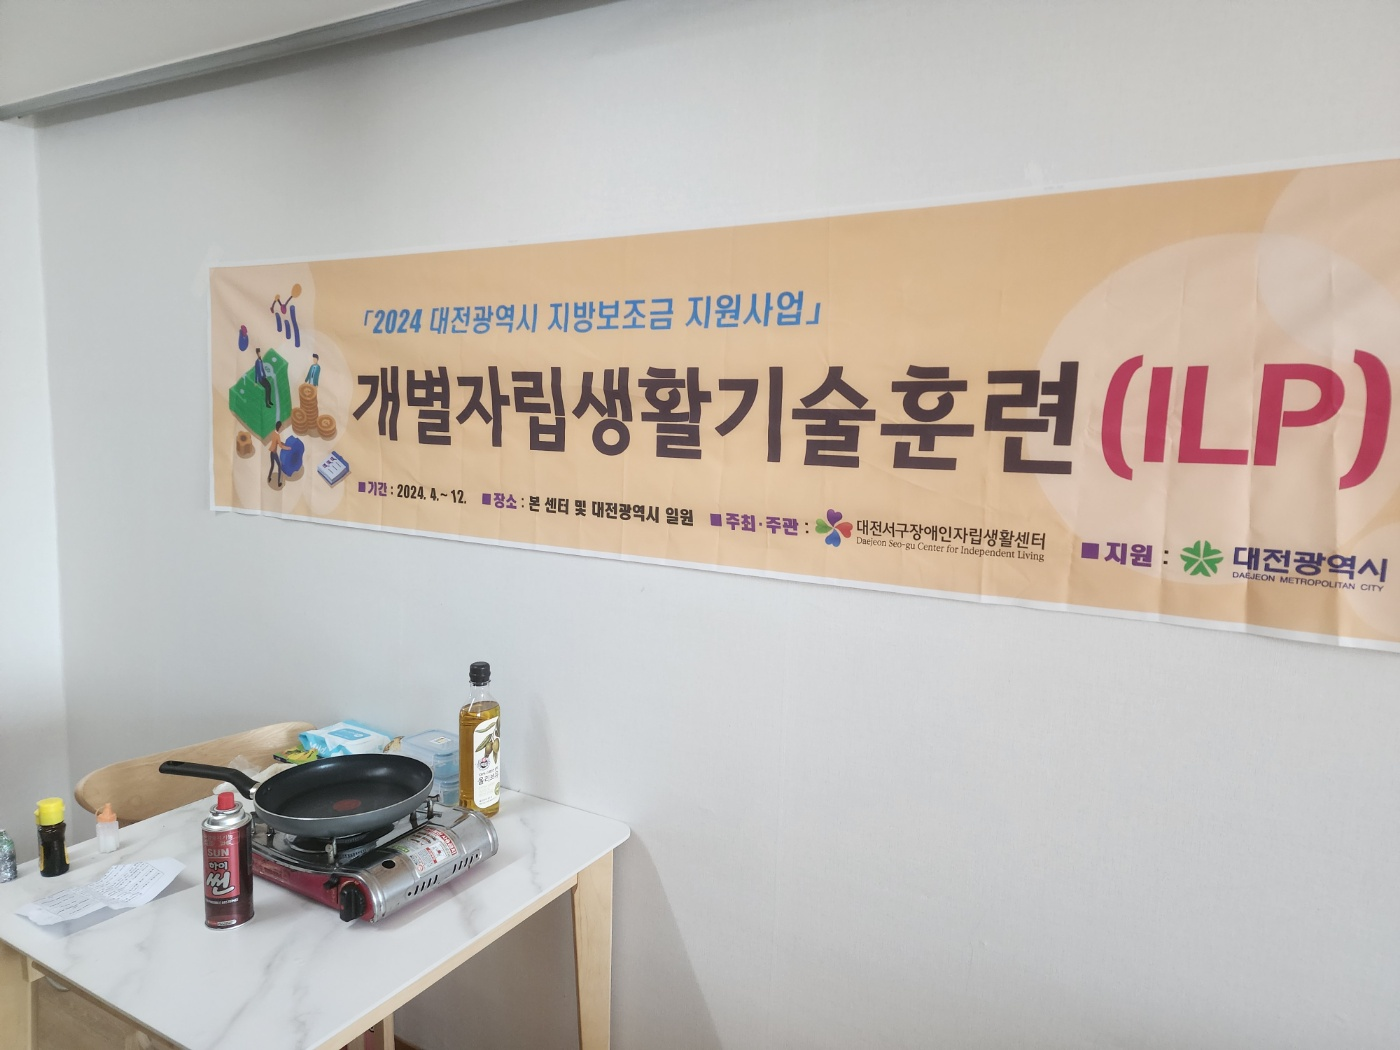 「2024 대전광역시 지방보조금 지원사업」
개별자립생활기술훈련(ILP)
■기간 : 2024. 4.~ 12. ■장소 : 본 센터 및 대전광역시 일원 ■주최·주관 : 대전서구장애인자립생활센터 ■지원 : 대전광역시
Daejeon Seo-gu Center for Independent Living
DAEJEON METROPOLITAN CITY
SUN
썬